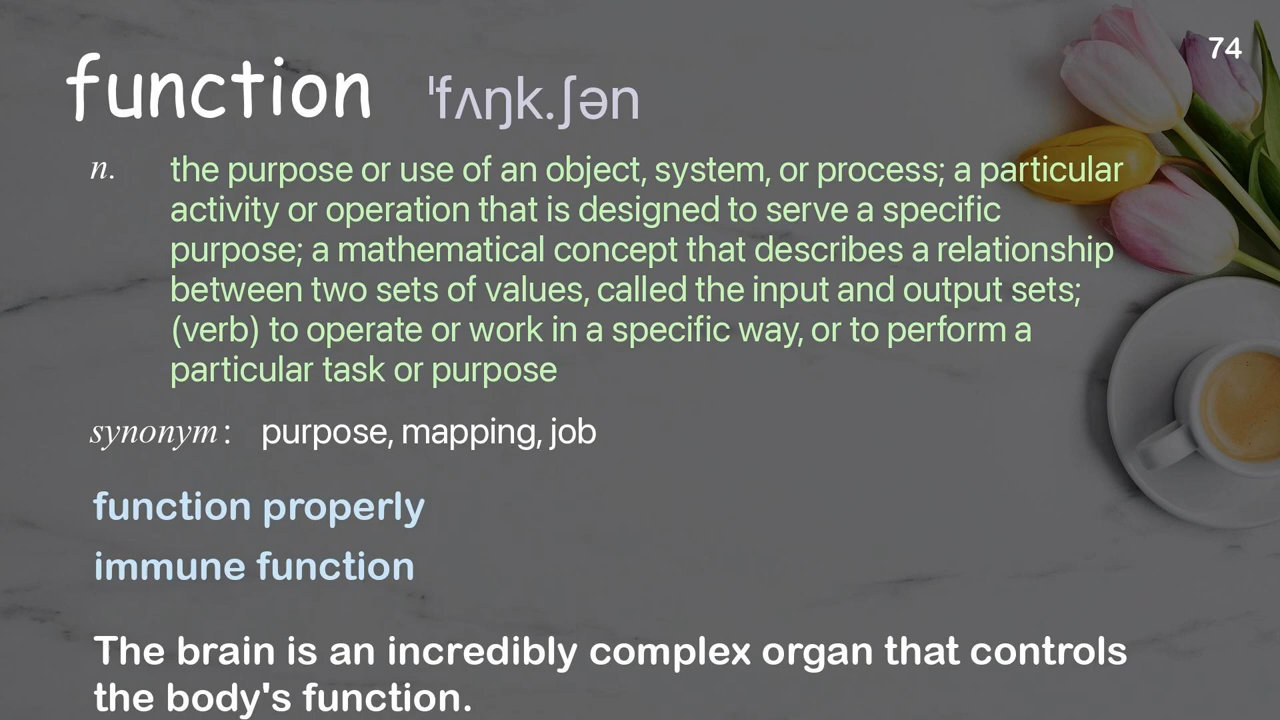 74
function ˈfʌŋk.ʃən
n. the purpose or use of an object, system, or process; a particular
activity or operation that is designed to serve a specific
purpose; a mathematical concept that describes a relationship
between two sets of values, called the input and output sets;
(verb) to operate or work in a specific way, or to perform a
particular task or purpose
synonym: purpose, mapping, job
function properly
immune function
The brain is an incredibly complex organ that controls
the body's function.